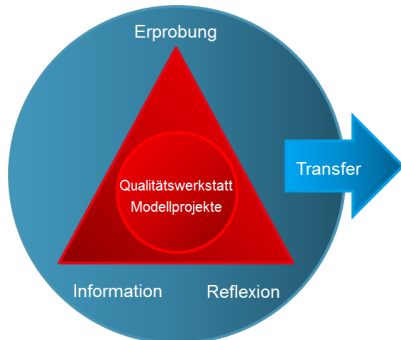 Erprobung
Transfer
Qualitätswerkstatt
Modellprojekte
Information
Reflexion